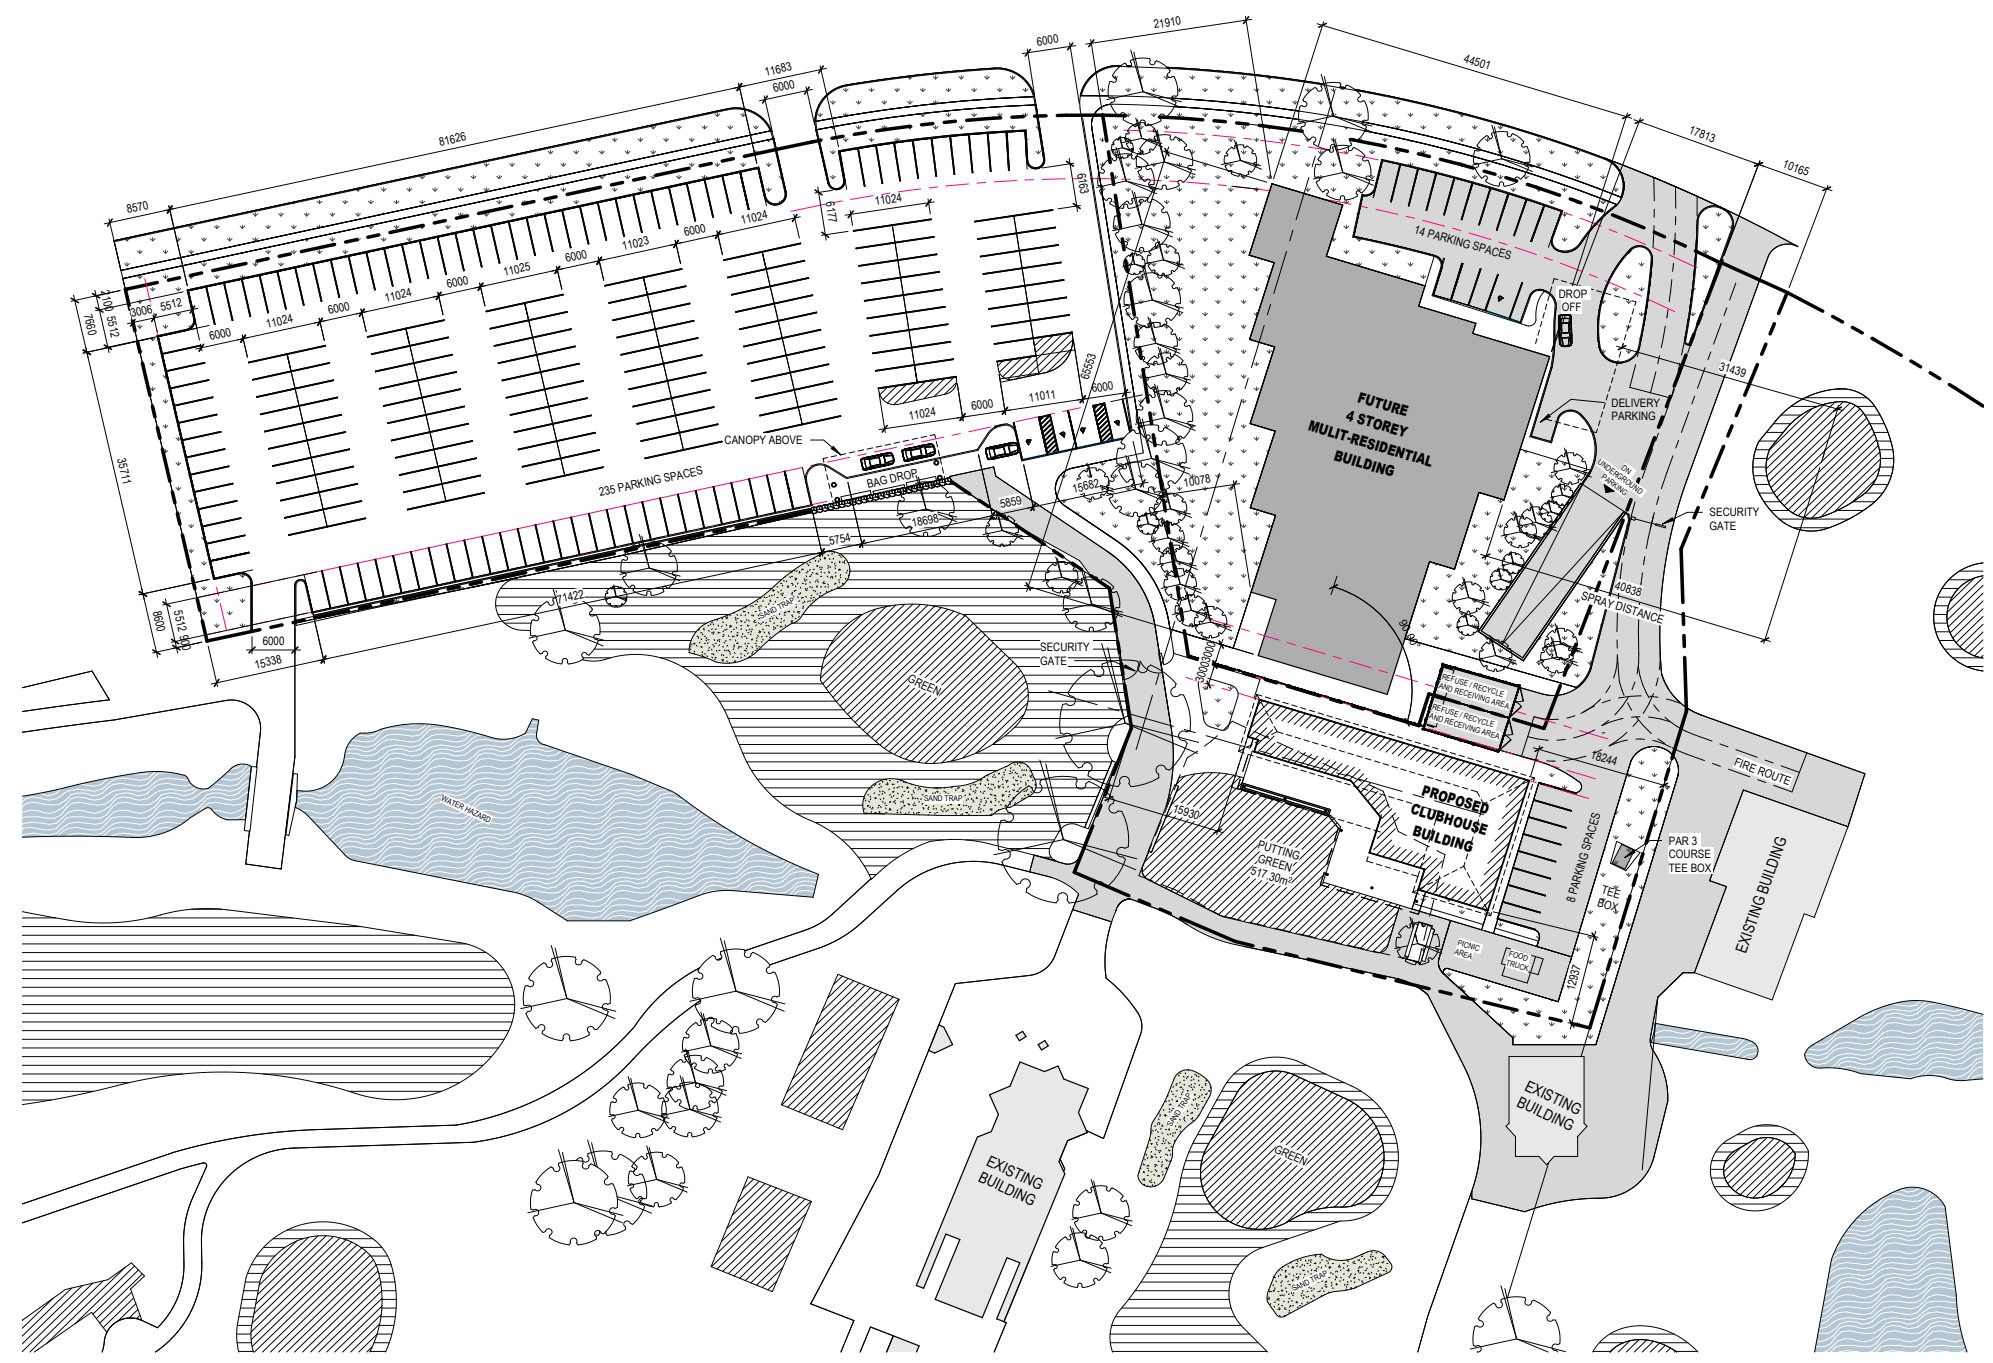 21910
6000
44501
11683
6000
81626
17813
10165
8570
6163
6177
11024
11024
6000
11023
6000
11025
6000
11024
6000
11024
6000
3006
5512
2100
5512
7660
14 PARKING SPACES
DROP
OFF
31439
DELIVERY
PARKING
65553
6000
11011
6000
11024
CANOPY ABOVE
FUTURE
4 STOREY
MULIT-RESIDENTIAL
BUILDING
35711
235 PARKING SPACES
BAG DROP
15682
10078
5859
18698
5754
DN
UNDERGROUND
PARKING
SECURITY
GATE
40838
SPRAY DISTANCE
71422
SAND TRAP
8600
5512
900
6000
15338
SECURITY
GATE
GREEN
30003000
REFUSE / RECYCLE
AND RECEIVING AREA
REFUSE / RECYCLE
AND RECEIVING AREA
18244
FIRE ROUTE
WATER HAZARD
SAND TRAP
15930
PROPOSED
CLUBHOUSE
BUILDING
PUTTING
GREEN
517.30m²
8 PARKING SPACES
PAR 3
COURSE
TEE BOX
TEE
BOX
EXISTING BUILDING
PICNIC
AREA
FOOD
TRUCK
12937
EXISTING
BUILDING
SAND TRAP
GREEN
EXISTING
BUILDING
SAND TRAP